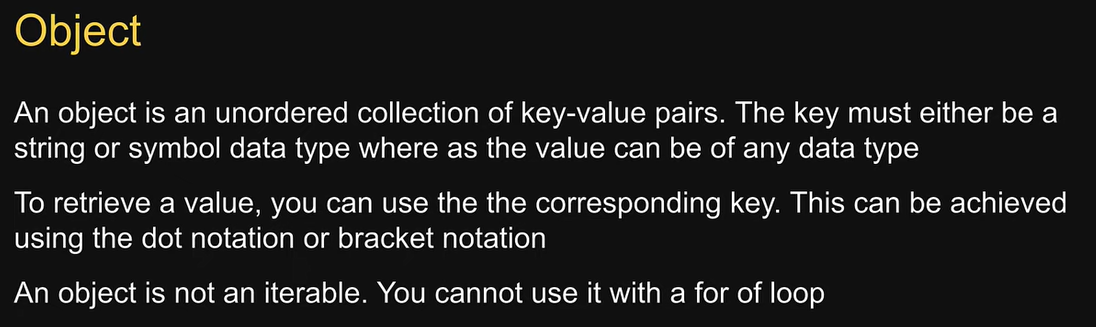 Object
An object is an unordered collection of key-value pairs. The key must either be a
string or symbol data type where as the value can be of any data type
To retrieve a value, you can use the the corresponding key. This can be achieved
using the dot notation or bracket notation
An object is not an iterable. You cannot use it with a for of loop